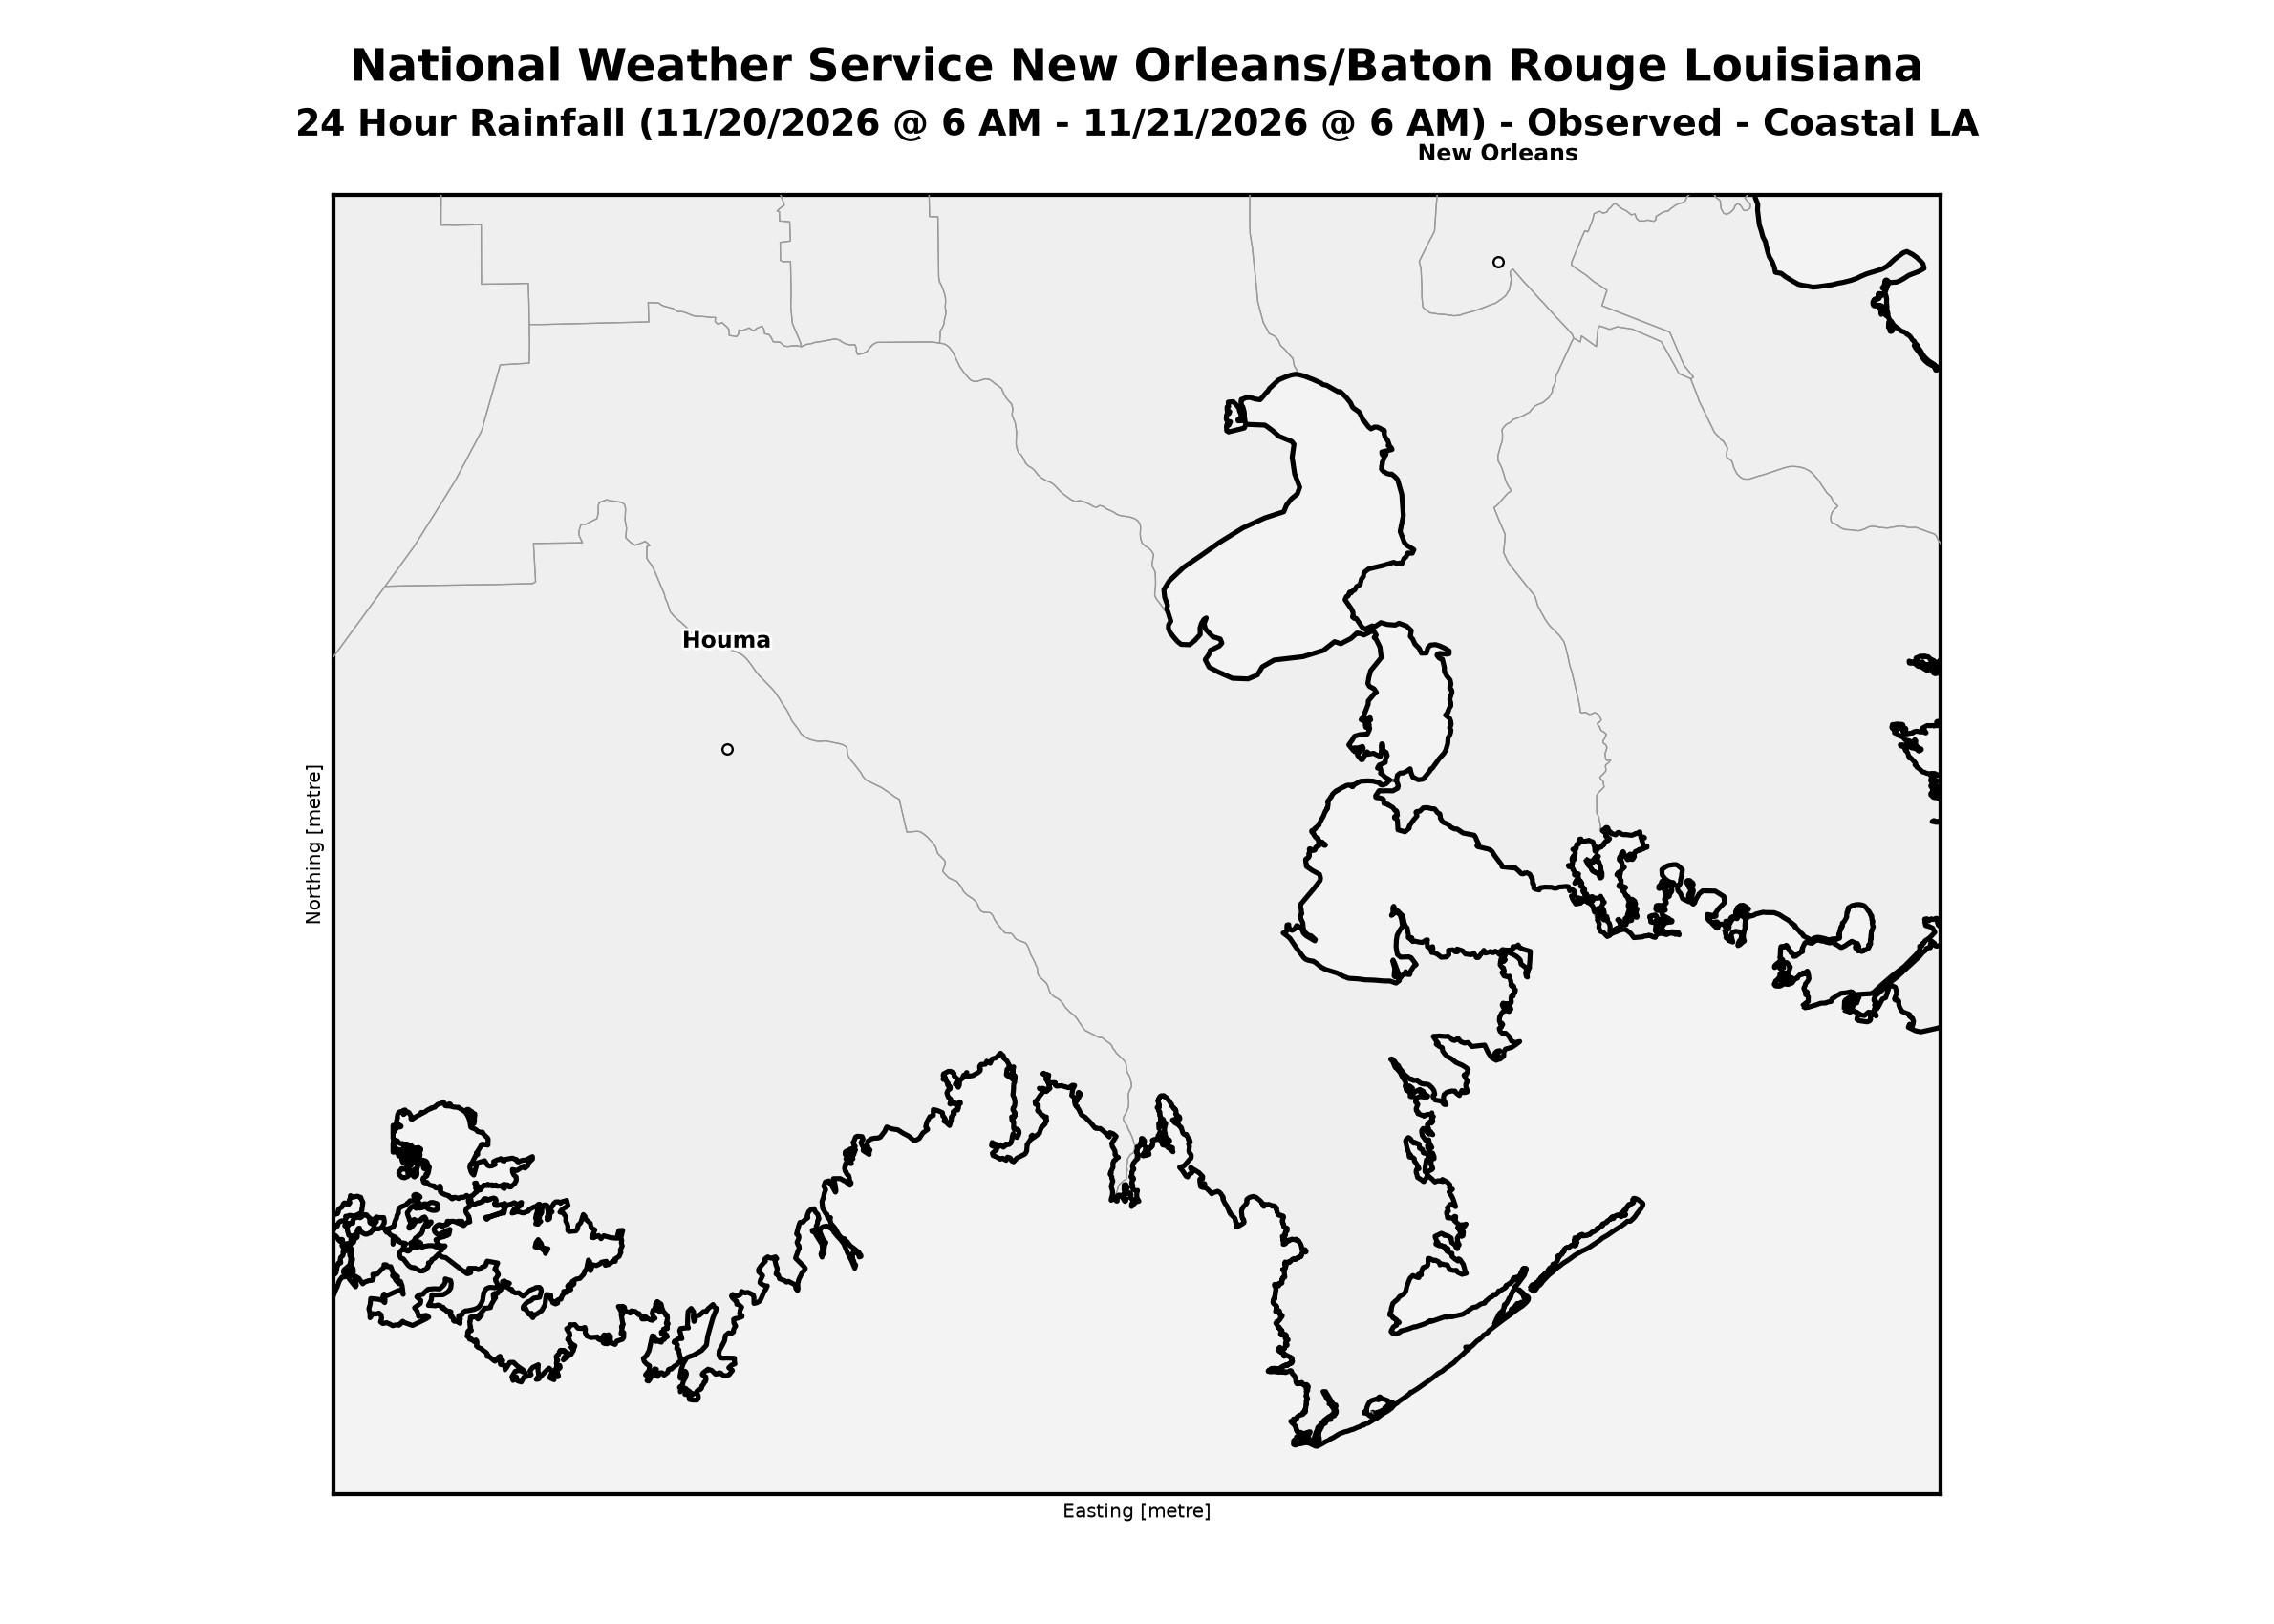 National Weather Service New Orleans/Baton Rouge Louisiana
24 Hour Rainfall (11/20/2026 @ 6 AM - 11/21/2026 @ 6 AM) - Observed - Coastal LA
New Orleans
Houma
Northing [metre]
Easting [metre]